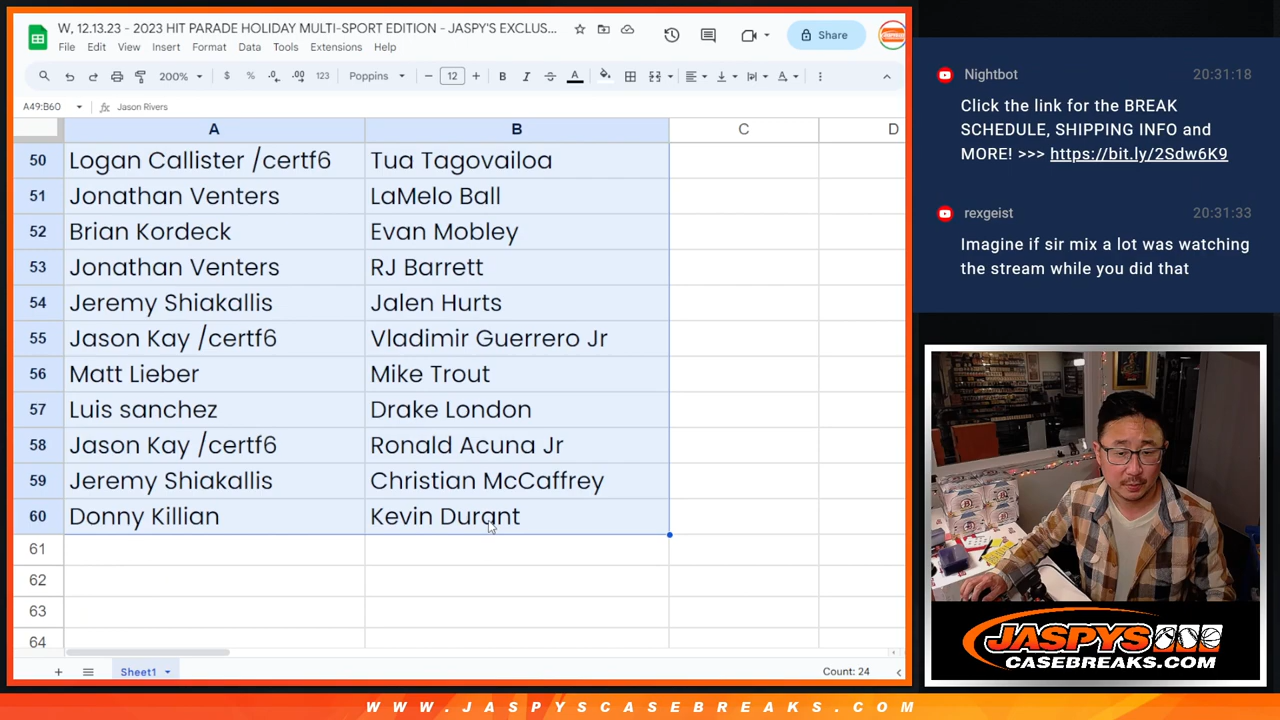 W, 12.13.23 - 2023 HIT PARADE HOLIDAY MULTI-SPORT EDITION - JASPY'S EXCLUS...
Share
File Edit View Insert Format Data Tools Extensions Help
200% $ % .0 .00 123 Poppins 12 B I A
A49:B60 Jason Rivers
A B C D
50 Logan Callister /certf6 Tua Tagovailoa
51 Jonathan Venters LaMelo Ball
52 Brian Kordeck Evan Mobley
53 Jonathan Venters RJ Barrett
54 Jeremy Shiakallis Jalen Hurts
55 Jason Kay /certf6 Vladimir Guerrero Jr
56 Matt Lieber Mike Trout
57 Luis sanchez Drake London
58 Jason Kay /certf6 Ronald Acuna Jr
59 Jeremy Shiakallis Christian McCaffrey
60 Donny Killian Kevin Durant
61
62
63
64
Sheet1 Count: 24
Nightbot 20:31:18
Click the link for the BREAK
SCHEDULE, SHIPPING INFO and
MORE! >>> https://bit.ly/2Sdw6K9
rexgeist 20:31:33
Imagine if sir mix a lot was watching
the stream while you did that
JASPYS
CASEBREAKS.COM
WWW.JASPYSCASEBREAKS.COM